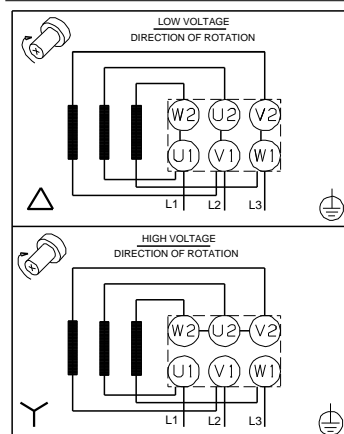 LOW VOLTAGE
DIRECTION OF ROTATION
W2 U2 V2
U1 V1 W1
L1 L2 L3
HIGH VOLTAGE
DIRECTION OF ROTATION
W2 U2 V2
U1 V1 W1
L1 L2 L3